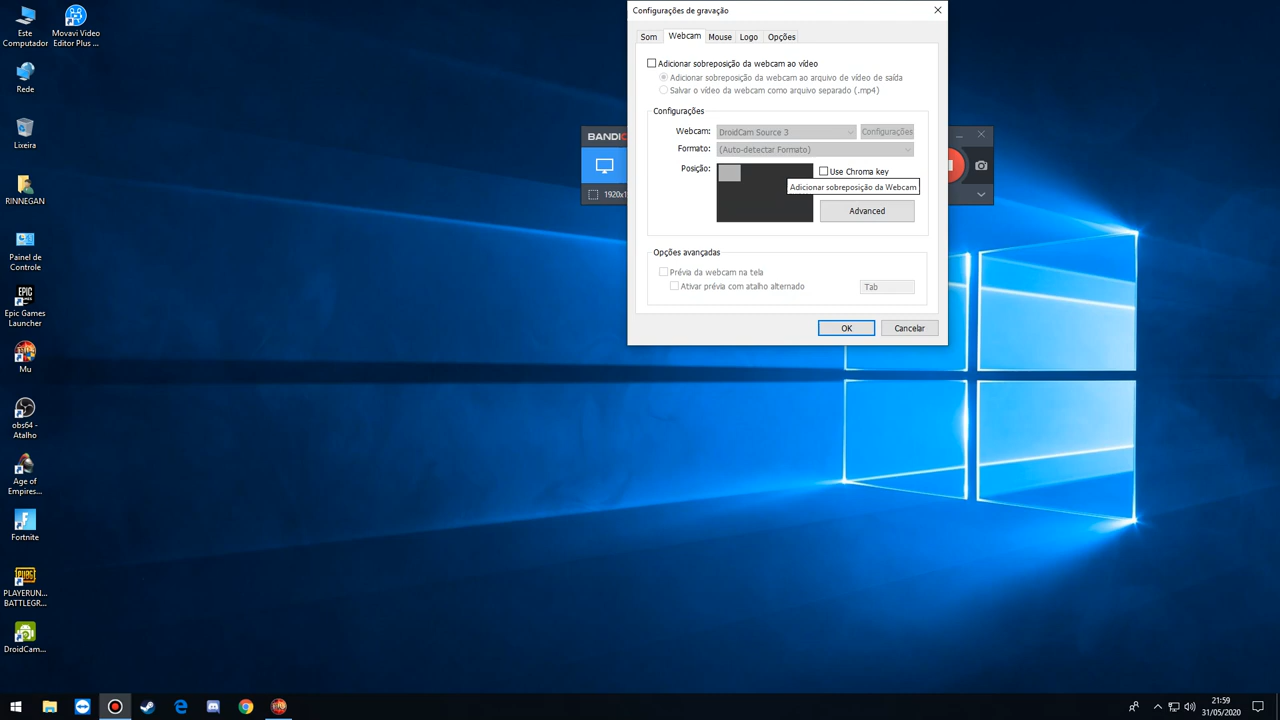 Este
Computador
Movavi Video
Editor Plus ...
Rede
Lixeira
RINNEGAN
Painel de
Controle
EPIC
GAMES
Epic Games
Launcher
Mu
obs64 -
Atalho
Age of
Empires...
Fortnite
PUBG
PLAYERUN...
BATTLEGR...
DroidCam...
Configurações de gravação
Som Webcam Mouse Logo Opções
Adicionar sobreposição da webcam ao vídeo
Adicionar sobreposição da webcam ao arquivo de vídeo de saída
Salvar o vídeo da webcam como arquivo separado (.mp4)
Configurações
Webcam: DroidCam Source 3 Configurações
Formato: (Auto-detectar Formato)
Posição: Use Chroma key
Adicionar sobreposição da Webcam
Advanced
Opções avançadas
Prévia da webcam na tela
Ativar prévia com atalho alternado Tab
OK Cancelar
21:59
31/05/2020